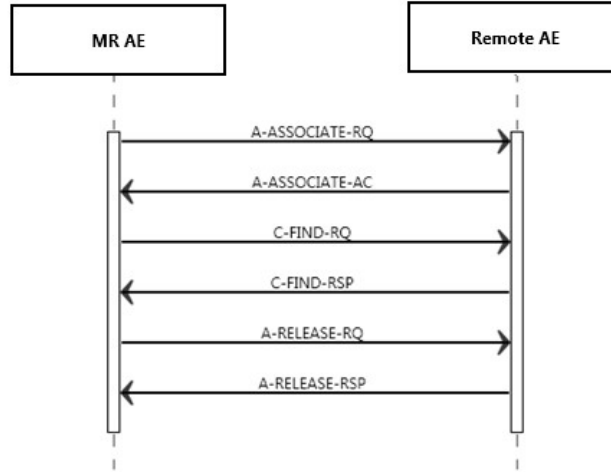 MR AE
Remote AE
A-ASSOCIATE-RQ
A-ASSOCIATE-AC
C-FIND-RQ
C-FIND-RSP
A-RELEASE-RQ
A-RELEASE-RSP